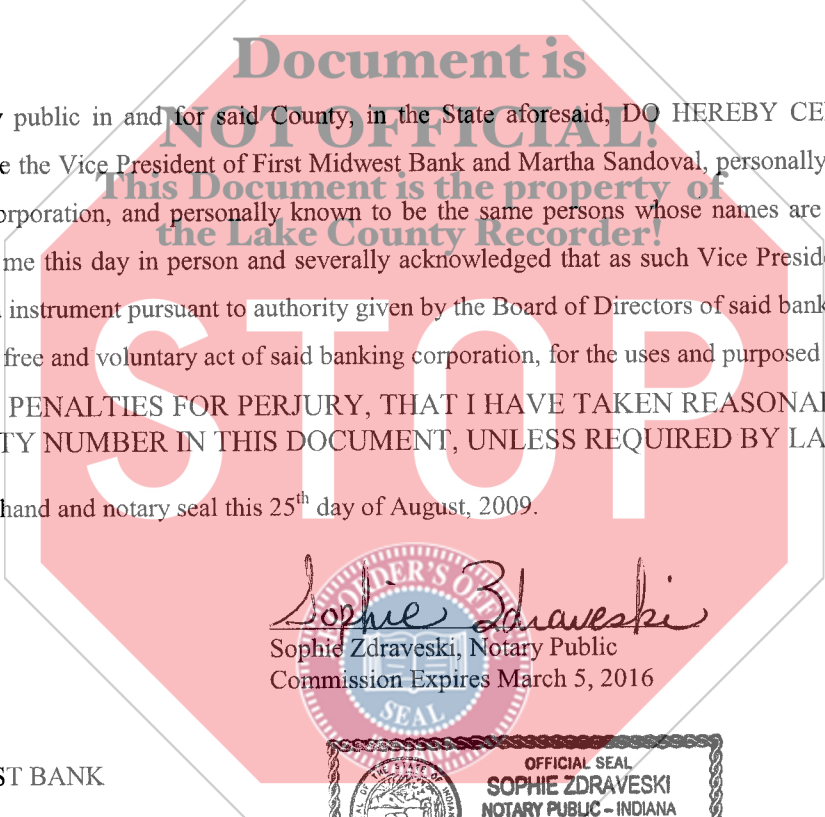 Document is
y public in and for said County, in the State aforesaid, DO HEREBY CE
NOT OFFICIAL!
e the Vice President of First Midwest Bank and Martha Sandoval, personally
This Document is the property of
orporation, and personally known to be the same persons whose names are
the Lake County Recorder!
me this day in person and severally acknowledged that as such Vice Presid
instrument pursuant to authority given by the Board of Directors of said bank
free and voluntary act of said banking corporation, for the uses and purposed
STOP
PENALTIES FOR PERJURY, THAT I HAVE TAKEN REASONA
TY NUMBER IN THIS DOCUMENT, UNLESS REQUIRED BY LA
hand and notary seal this 25th day of August, 2009.
Sophie Zdraveski
Sophie Zdraveski, Notary Public
Commission Expires March 5, 2016
SEAL
ST BANK
OFFICIAL SEAL
SOPHIE ZDRAVESKI
NOTARY PUBLIC - INDIANA